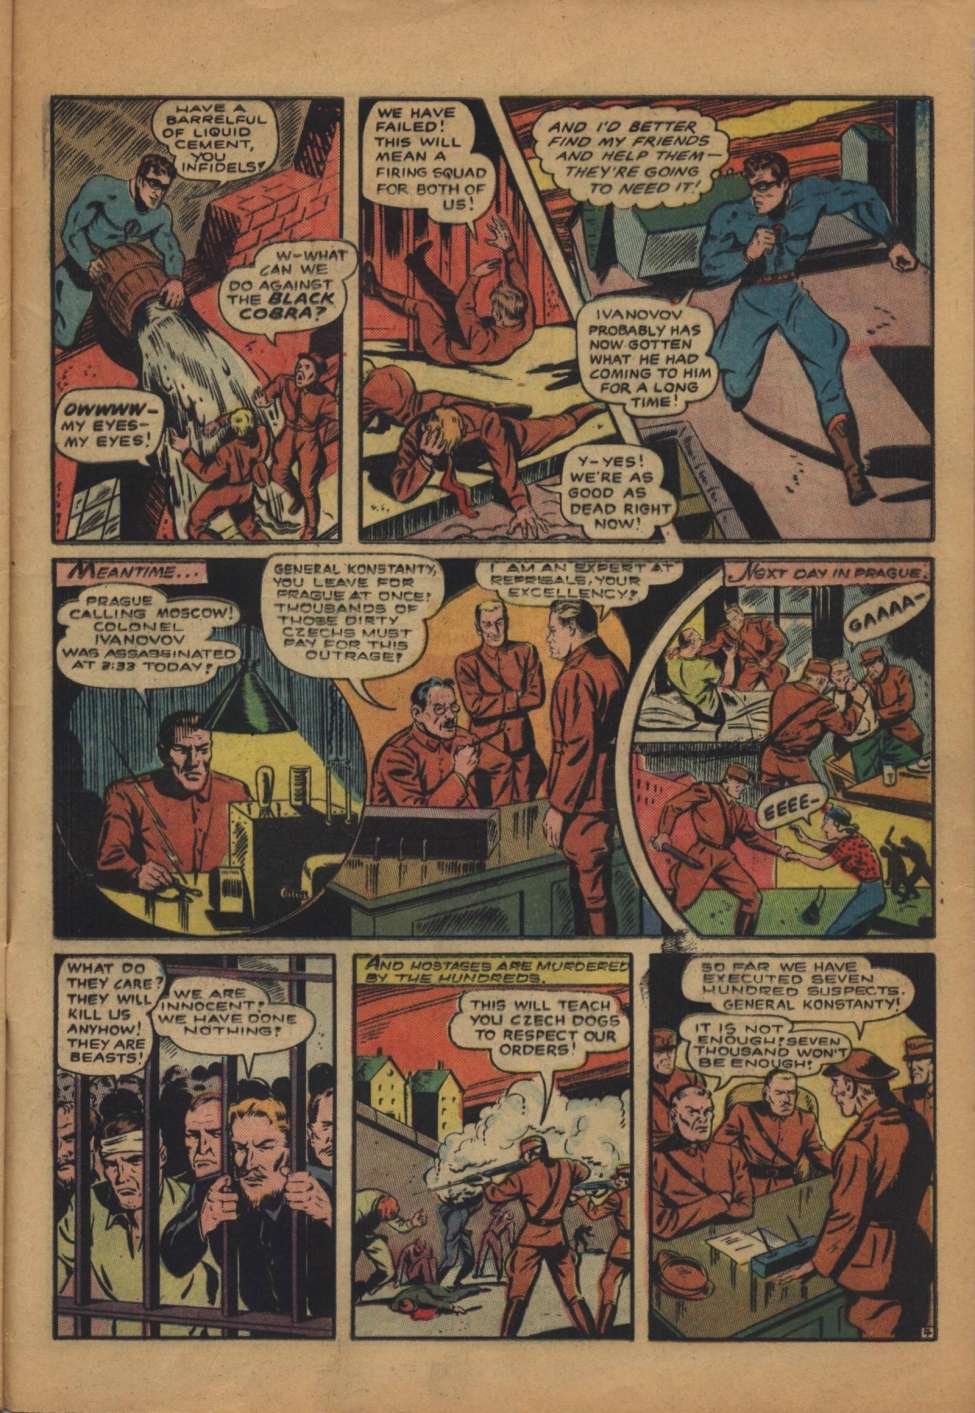 HAVE A
BARRELFUL
OF LIQUID
CEMENT,
YOU
INFIDELS!
W-WHAT
CAN WE
DO AGAINST
THE BLACK
COBRA?
OWWWW-
MY EYES-
MY EYES!
WE HAVE
FAILED!
THIS WILL
MEAN A
FIRING SQUAD
FOR BOTH OF
US!
Y-YES!
WE'RE AS
GOOD AS
DEAD RIGHT
NOW!
AND I'D BETTER
FIND MY FRIENDS
AND HELP THEM—
THEY'RE GOING
TO NEED IT!
IVANOVOV
PROBABLY HAS
NOW GOTTEN
WHAT HE HAD
COMING TO HIM
FOR A LONG
TIME!
MEANTIME...
PRAGUE
CALLING MOSCOW!
COLONEL
IVANOVOV
WAS ASSASSINATED
AT 3:33 TODAY!
GENERAL KONSTANTY,
YOU LEAVE FOR
PRAGUE AT ONCE!
THOUSANDS OF
THOSE DIRTY
CZECHS MUST
PAY FOR THIS
OUTRAGE!
I AM AN EXPERT AT
REPRISALS, YOUR
EXCELLENCY!
NEXT DAY IN PRAGUE.
GAAAA-
EEEE-
WHAT DO
THEY CARE?
THEY WILL
KILL US
ANYHOW!
THEY ARE
BEASTS!
WE ARE
INNOCENT!
WE HAVE DONE
NOTHING!
AND HOSTAGES ARE MURDERED
BY THE HUNDREDS.
THIS WILL TEACH
YOU CZECH DOGS
TO RESPECT OUR
ORDERS!
SO FAR WE HAVE
EXECUTED SEVEN
HUNDRED SUSPECTS,
GENERAL KONSTANTY!
IT IS NOT
ENOUGH! SEVEN
THOUSAND WON'T
BE ENOUGH!
4